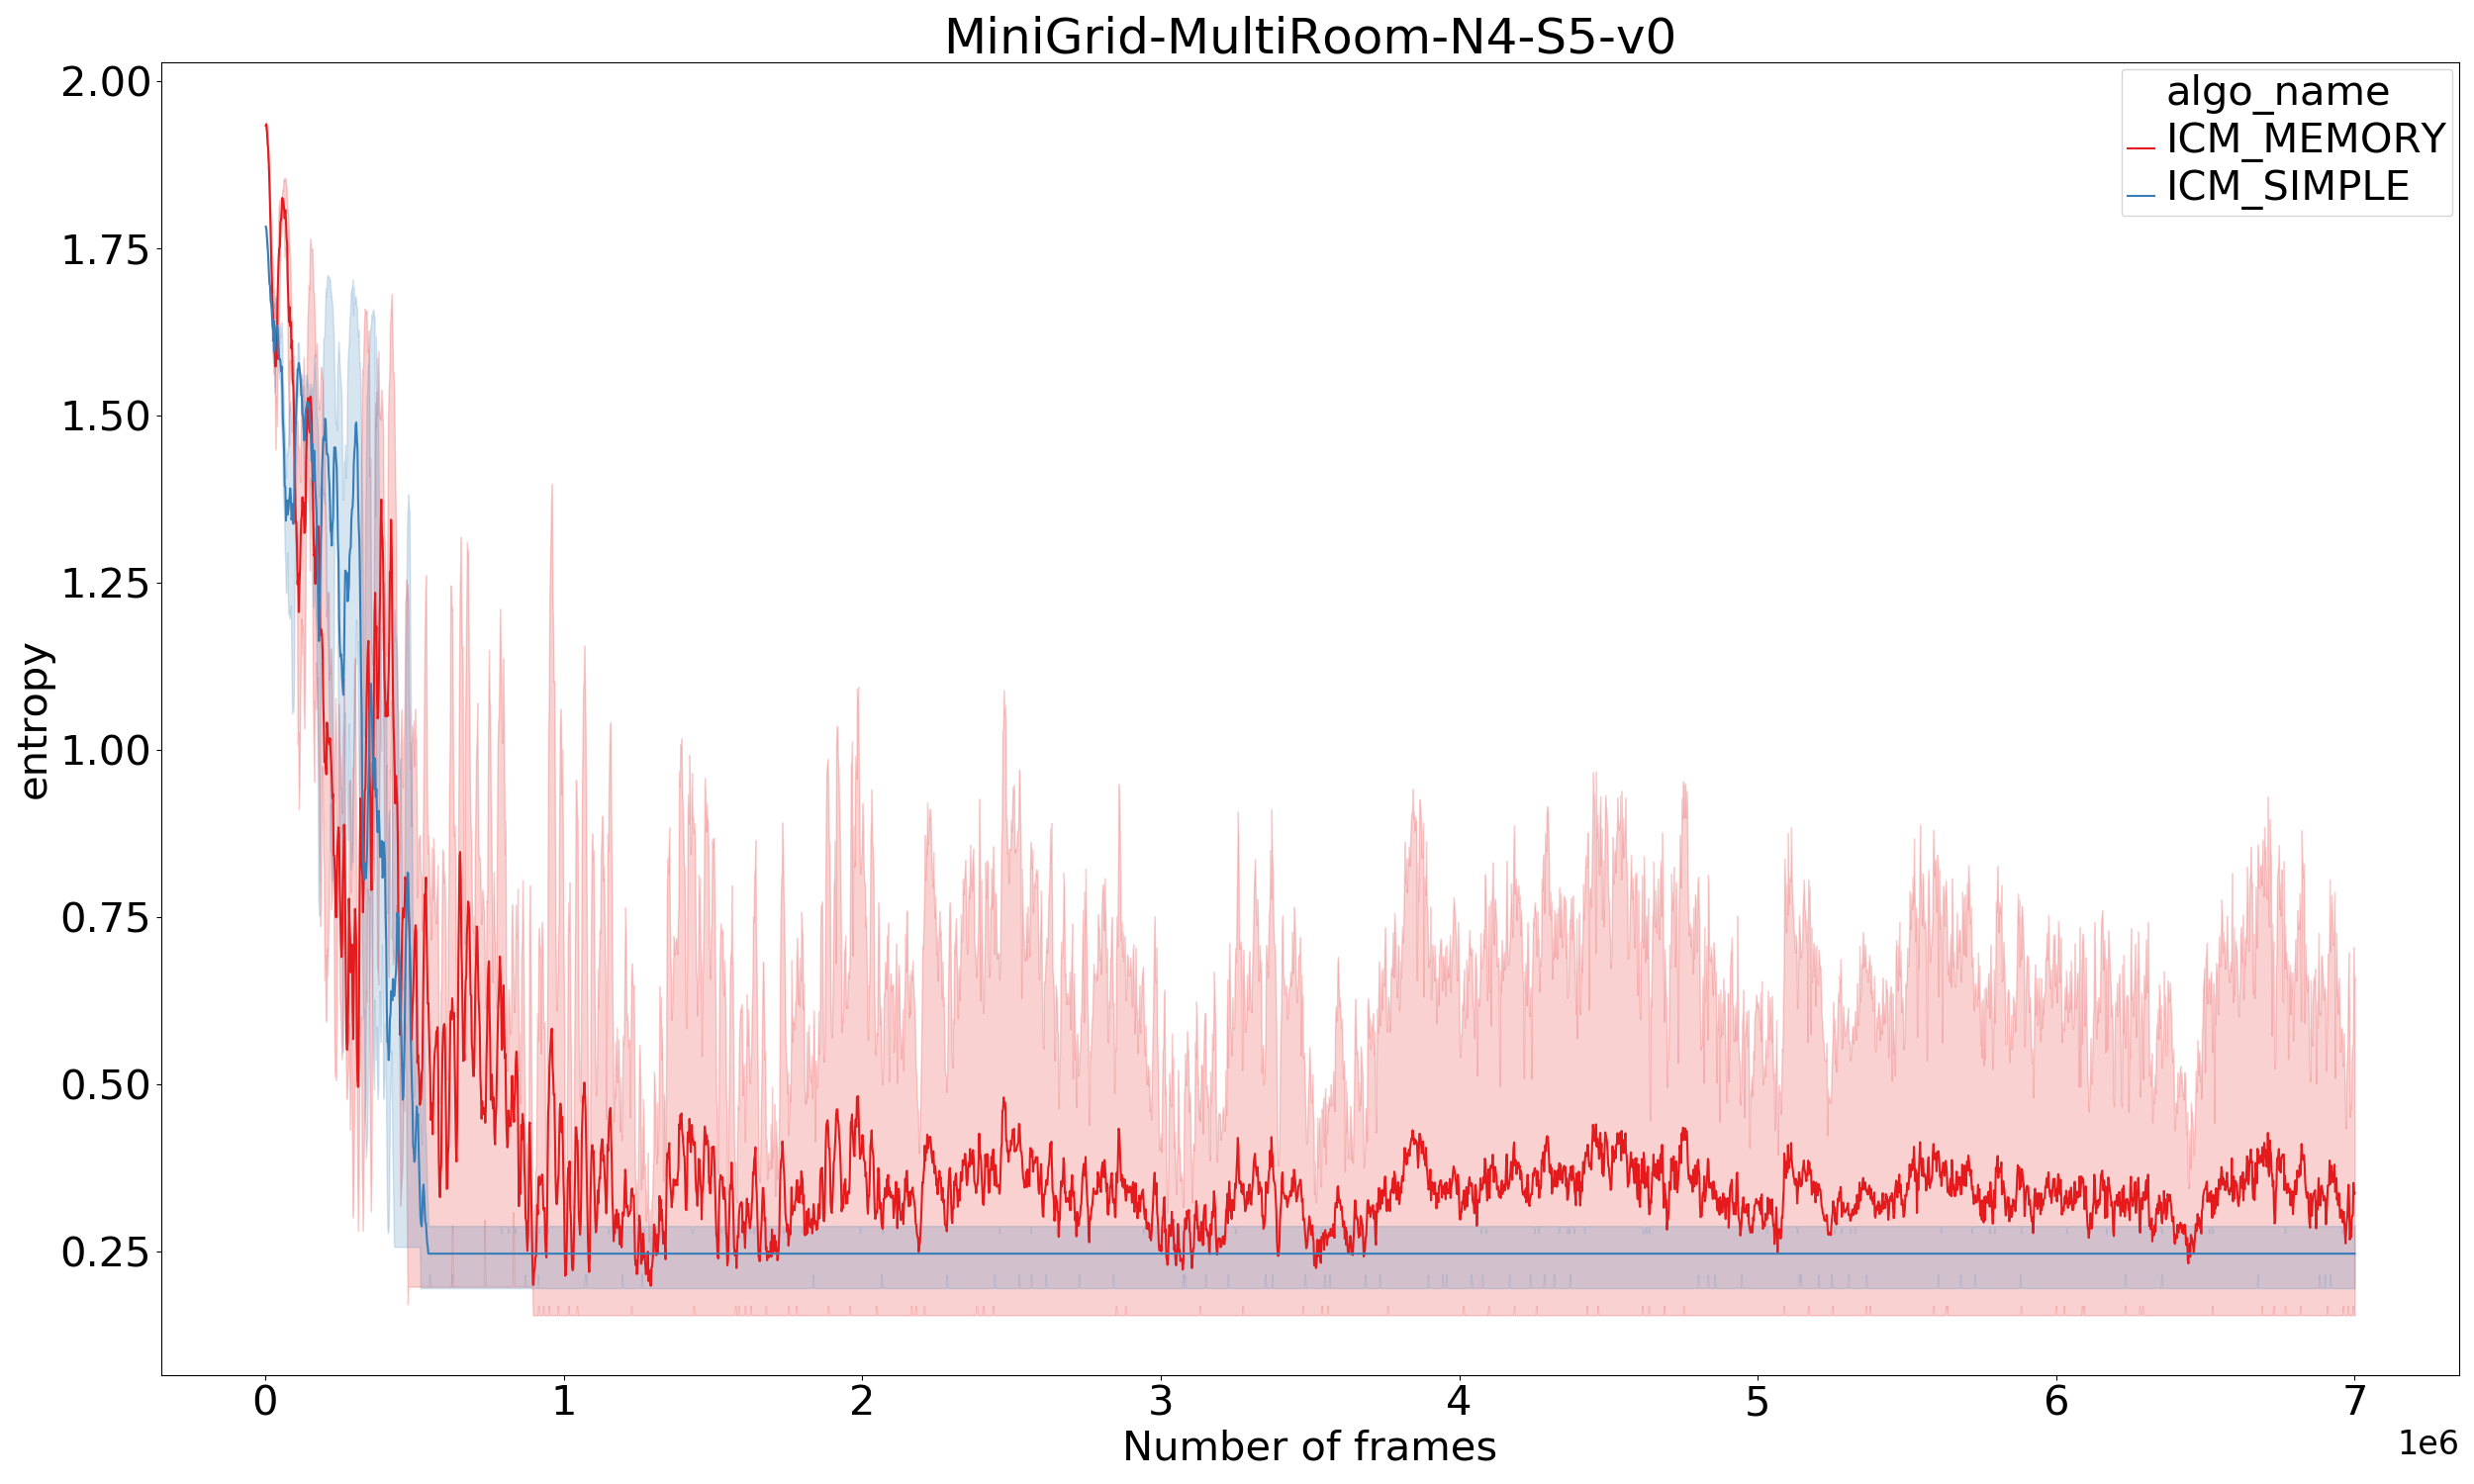 MiniGrid-MultiRoom-N4-S5-v0
algo_name
ICM_MEMORY
ICM_SIMPLE
entropy
2.00
1.75
1.50
1.25
1.00
0.75
0.50
0.25
0 1 2 3 4 5 6 7
Number of frames
1e6